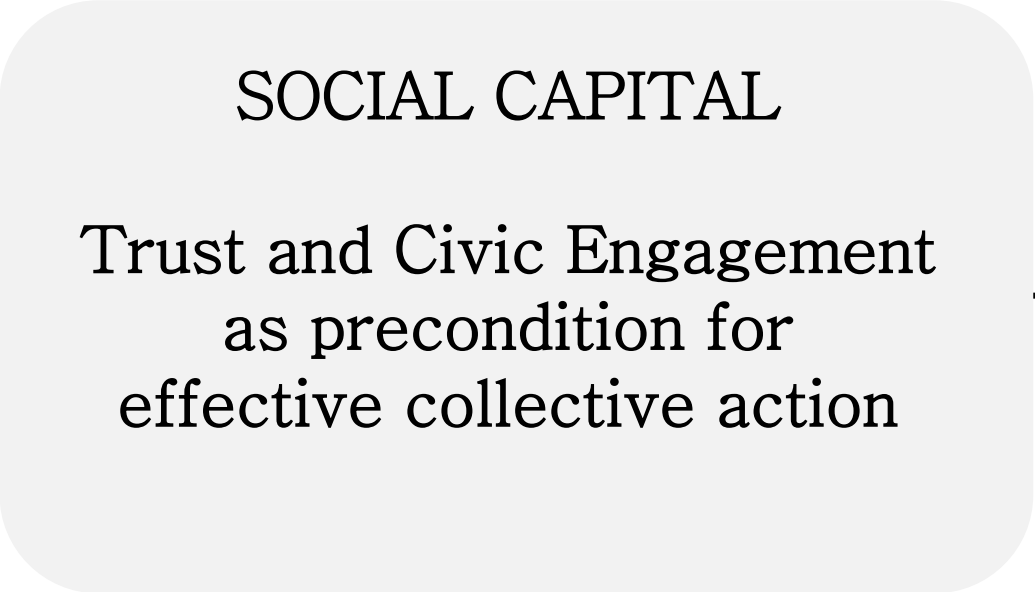 SOCIAL CAPITAL
Trust and Civic Engagement
as precondition for
effective collective action